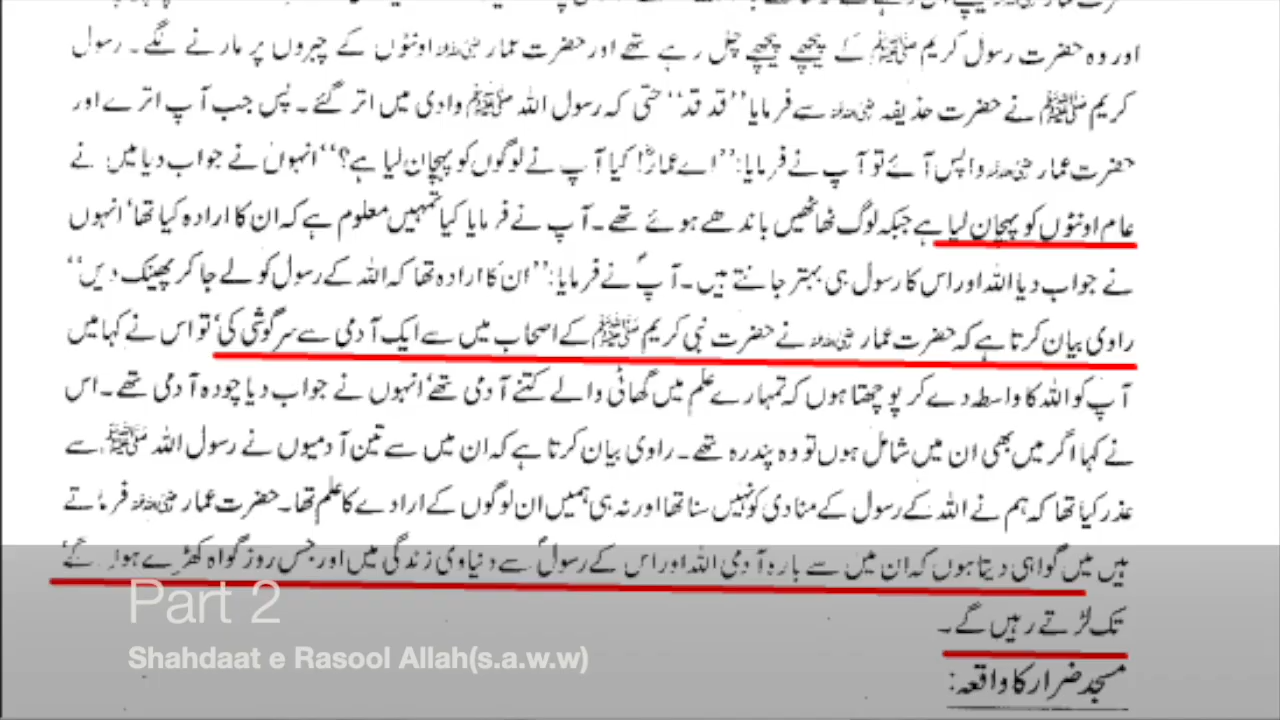 اور وہ حضرت رسول کریم ﷺ کے پیچھے پیچھے چل رہے تھے اور حضرت عمار رضی اللہ عنہ اونٹوں کے چہروں پر مارنے لگے۔ رسول
کریم ﷺ نے حضرت حذیفہ رضی اللہ عنہ سے فرمایا ”قد قد“ حتیٰ کہ رسول اللہ ﷺ وادی میں اتر گئے۔ پس جب آپ اترے اور
حضرت عمار رضی اللہ عنہ واپس آئے تو آپ نے فرمایا: ”اے عمار! کیا آپ نے لوگوں کو پہچان لیا ہے؟“ انہوں نے جواب دیا میں نے
عام اونٹوں کو پہچان لیا ہے جبکہ لوگ ٹھاٹھیں باندھے ہوئے تھے۔ آپ نے فرمایا کیا تمہیں معلوم ہے کہ ان کا ارادہ کیا تھا‘ انہوں
نے جواب دیا اللہ اور اس کا رسول ہی بہتر جانتے ہیں۔ آپؐ نے فرمایا: ”ان کا ارادہ تھا کہ اللہ کے رسول کو لے جا کر پھینک دیں“
راوی بیان کرتا ہے کہ حضرت عمار رضی اللہ عنہ نے حضرت نبی کریم ﷺ کے اصحاب میں سے ایک آدمی سے سرگوشی کی‘ تو اس نے کہا میں
آپ کو اللہ کا واسطہ دے کر پوچھتا ہوں کہ تمہارے علم میں گھاٹی والے کتنے آدمی تھے‘ انہوں نے جواب دیا چودہ آدمی تھے۔ اس
نے کہا اگر میں بھی ان میں شامل ہوں تو وہ پندرہ تھے۔ راوی بیان کرتا ہے کہ ان میں سے تین آدمیوں نے رسول اللہ ﷺ سے
عذر کیا تھا کہ ہم نے اللہ کے رسول کے منادی کو نہیں سنا تھا اور نہ ہی ہمیں ان لوگوں کے ارادے کا علم تھا۔ حضرت عمار رضی اللہ عنہ فرماتے
ہیں میں گواہی دیتا ہوں کہ ان میں سے بارہ آدمی اللہ اور اس کے رسولؐ سے دنیاوی زندگی میں اور جس روز گواہ کھڑے ہوں گے‘
Part 2
تک لڑتے رہیں گے۔
Shahdaat e Rasool Allah(s.a.w.w)
مسجد ضرار کا واقعہ: